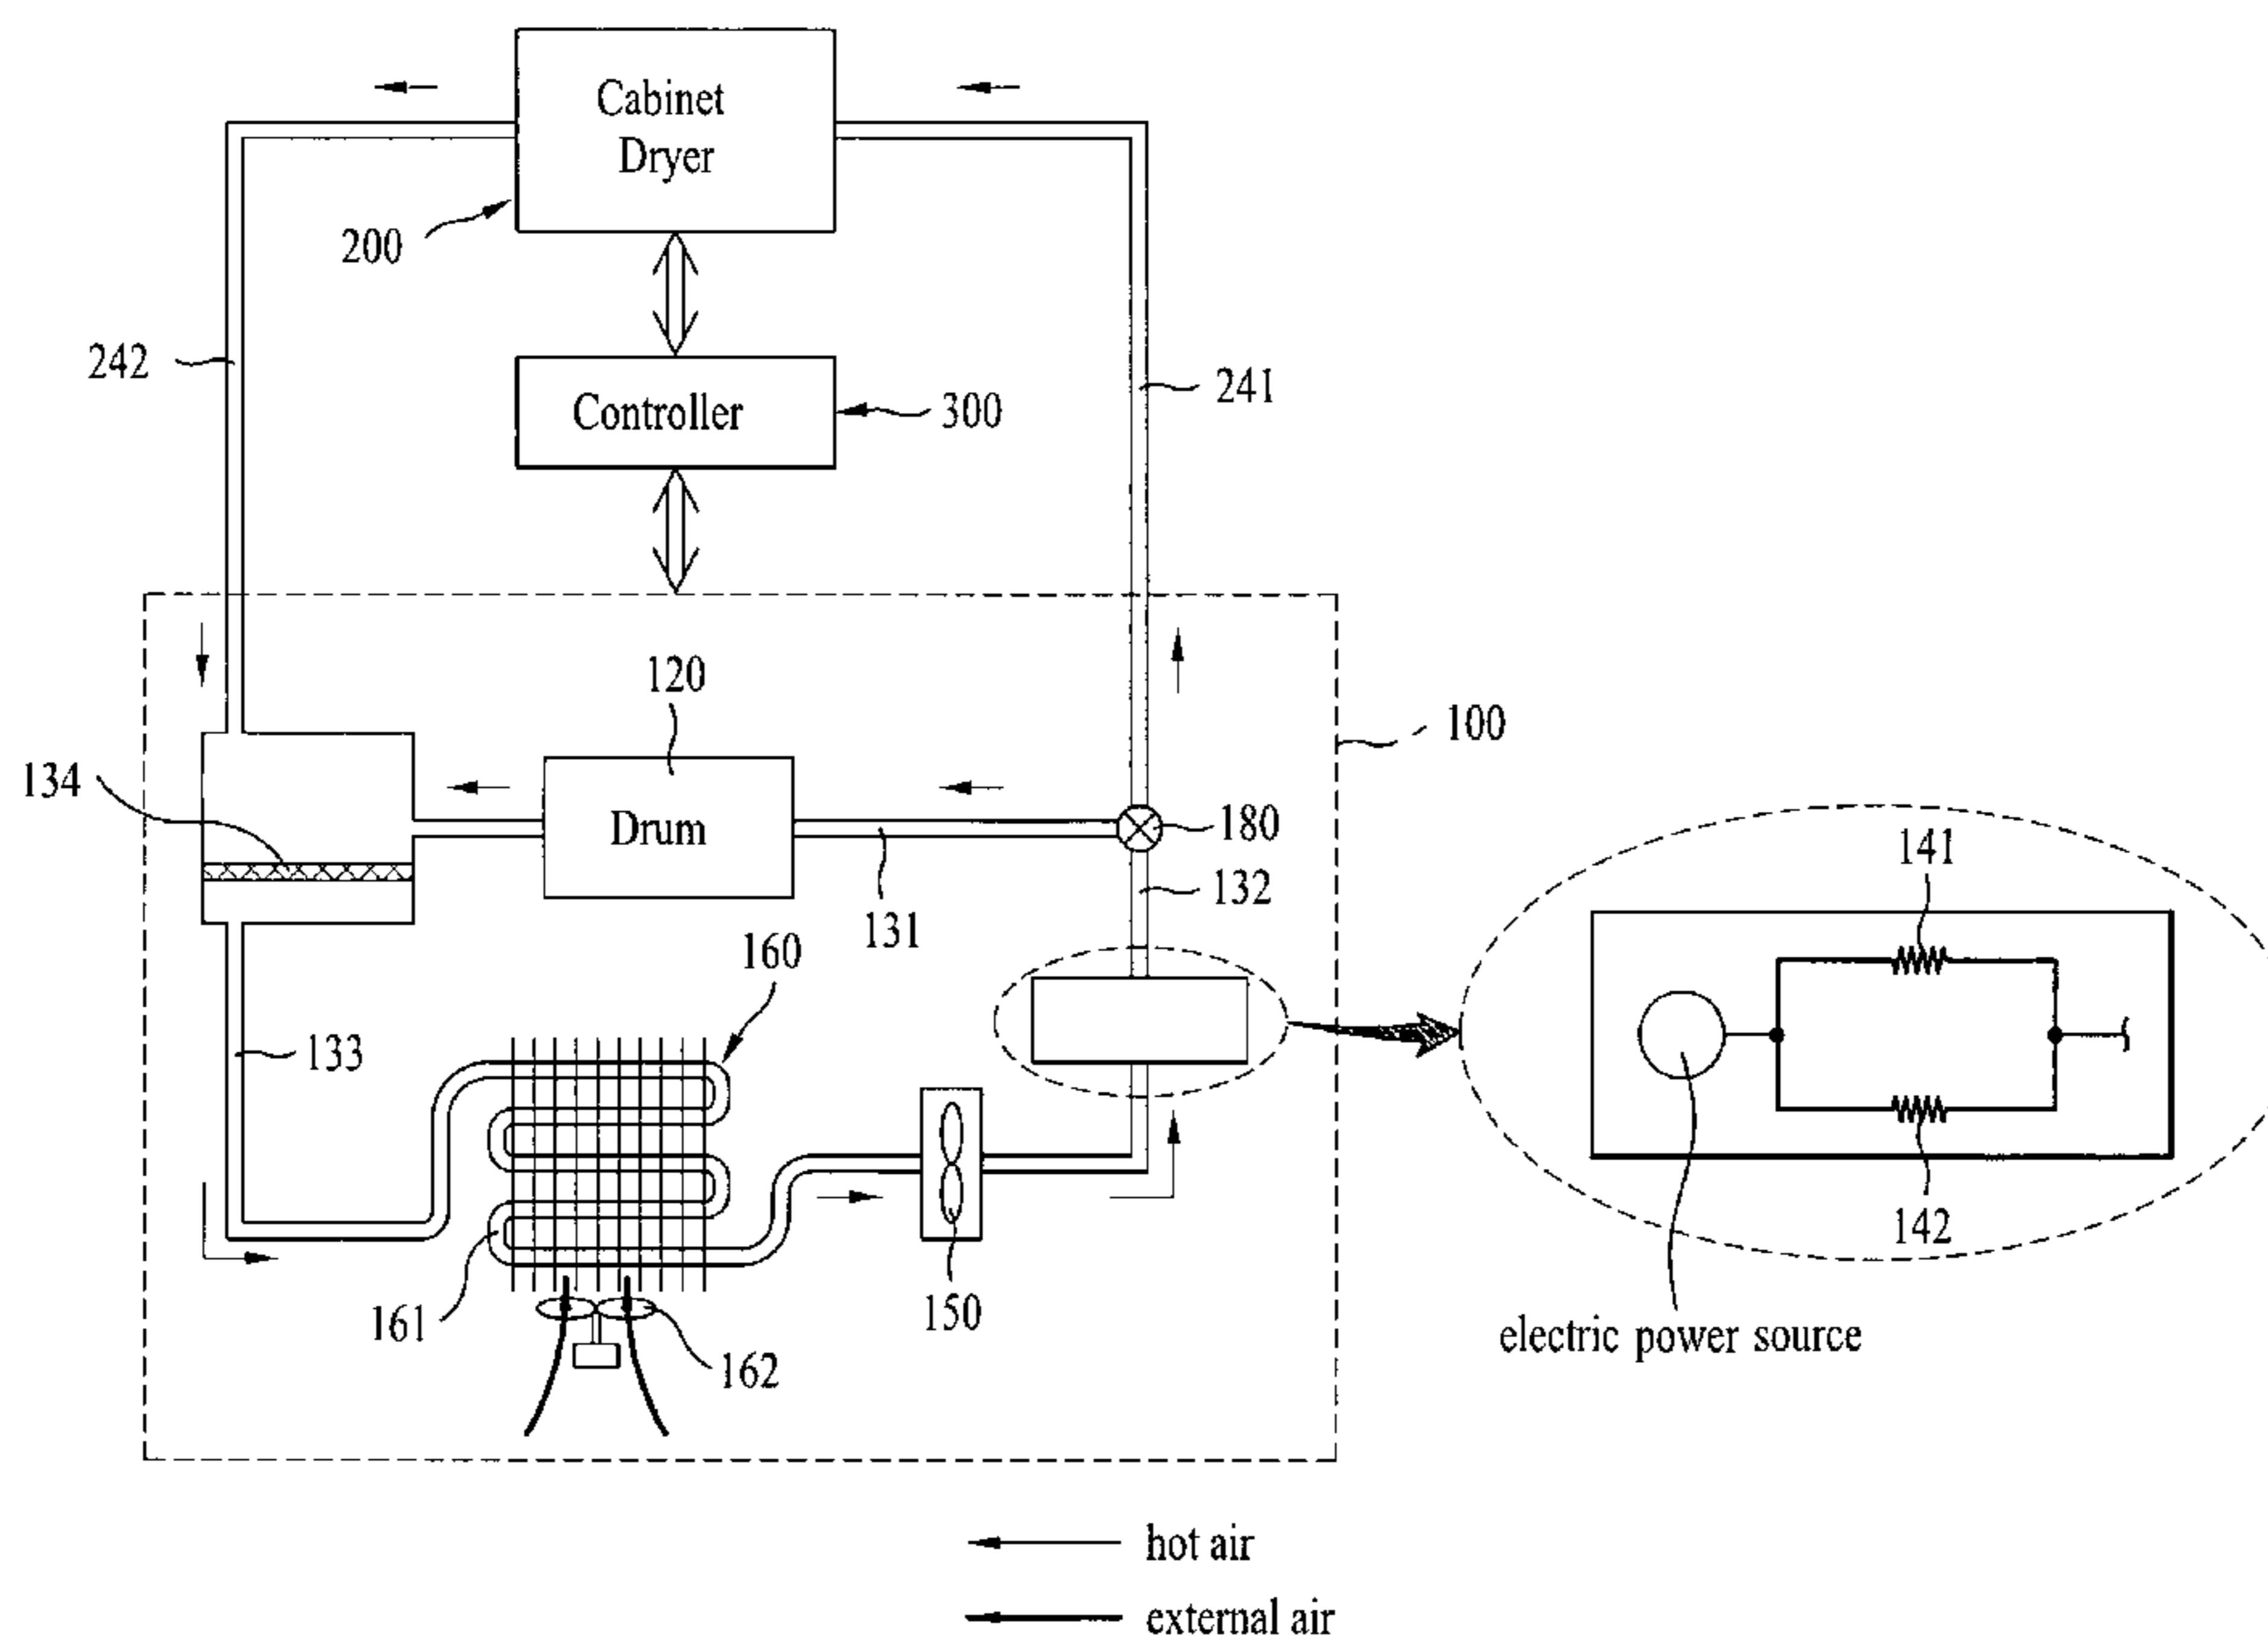 Cabinet
Dryer
200
242
241
Controller
300
120
100
134
Drum
180
141
132
131
160
133
142
161
150
162
electric power source
hot air
external air